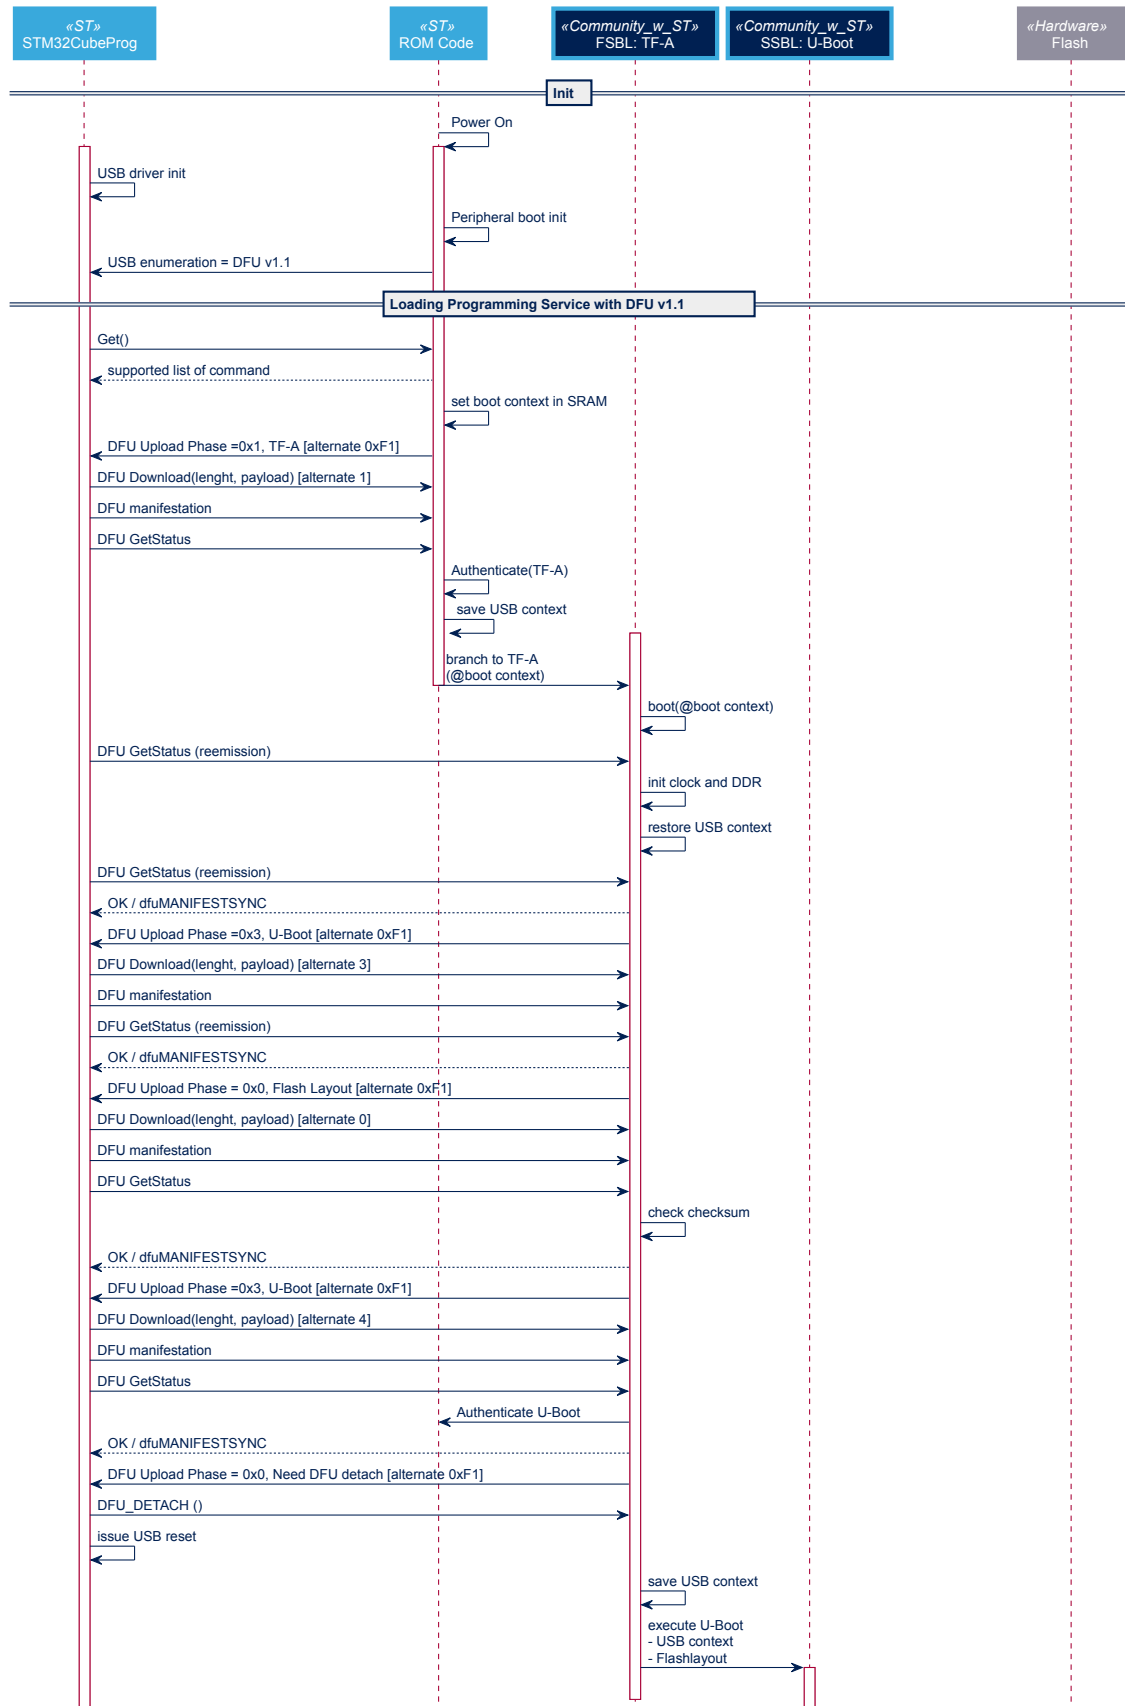 «ST»
STM32CubeProg
«ST»
ROM Code
«Community_w_ST»
FSBL: TF-A
«Community_w_ST»
SSBL: U-Boot
«Hardware»
Flash
Init
Power On
USB driver init
Peripheral boot init
USB enumeration = DFU v1.1
Loading Programming Service with DFU v1.1
Get()
supported list of command
set boot context in SRAM
DFU Upload Phase =0x1, TF-A [alternate 0xF1]
DFU Download(lenght, payload) [alternate 1]
DFU manifestation
DFU GetStatus
Authenticate(TF-A)
save USB context
branch to TF-A
(@boot context)
boot(@boot context)
DFU GetStatus (reemission)
init clock and DDR
restore USB context
DFU GetStatus (reemission)
OK / dfuMANIFESTSYNC
DFU Upload Phase =0x3, U-Boot [alternate 0xF1]
DFU Download(lenght, payload) [alternate 3]
DFU manifestation
DFU GetStatus (reemission)
OK / dfuMANIFESTSYNC
DFU Upload Phase = 0x0, Flash Layout [alternate 0xF1]
DFU Download(lenght, payload) [alternate 0]
DFU manifestation
DFU GetStatus
check checksum
OK / dfuMANIFESTSYNC
DFU Upload Phase =0x3, U-Boot [alternate 0xF1]
DFU Download(lenght, payload) [alternate 4]
DFU manifestation
DFU GetStatus
Authenticate U-Boot
OK / dfuMANIFESTSYNC
DFU Upload Phase = 0x0, Need DFU detach [alternate 0xF1]
DFU_DETACH ()
issue USB reset
save USB context
execute U-Boot
- USB context
- Flashlayout